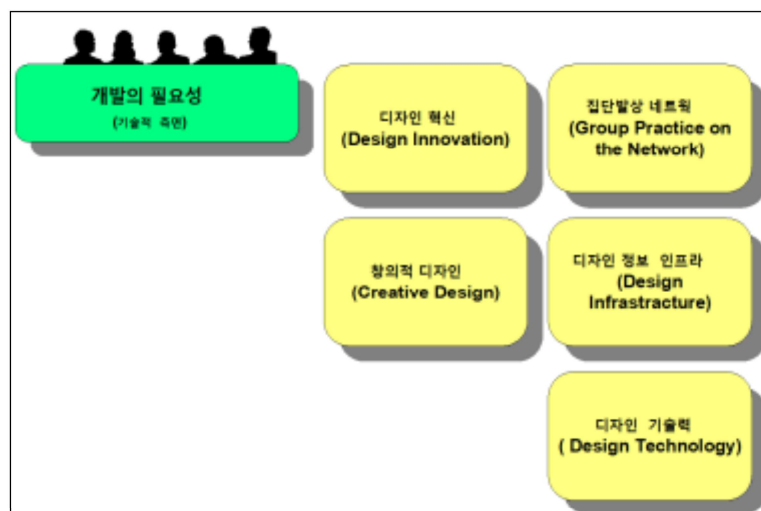 개발의 필요성
(기술적 측면)
디자인 혁신
(Design Innovation)
집단발상 네트웍
(Group Practice on
the Network)
창의적 디자인
(Creative Design)
디자인 정보 인프라
(Design
Infrastracture)
디자인 기술력
( Design Technology)